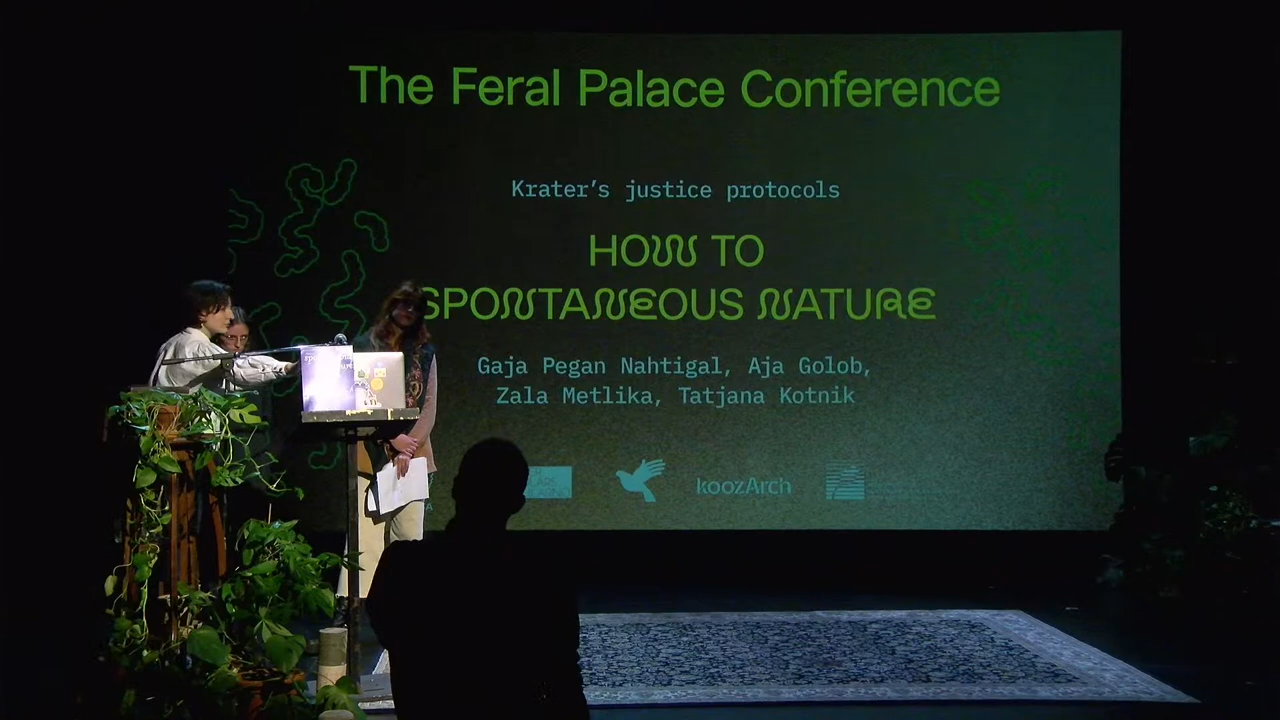 The Feral Palace Conference
Krater’s justice protocols
HOW TO
SPONTANEOUS NATURE
Gaja Pegan Nahtigal, Aja Golob,
Zala Metlika, Tatjana Kotnik
koozArch